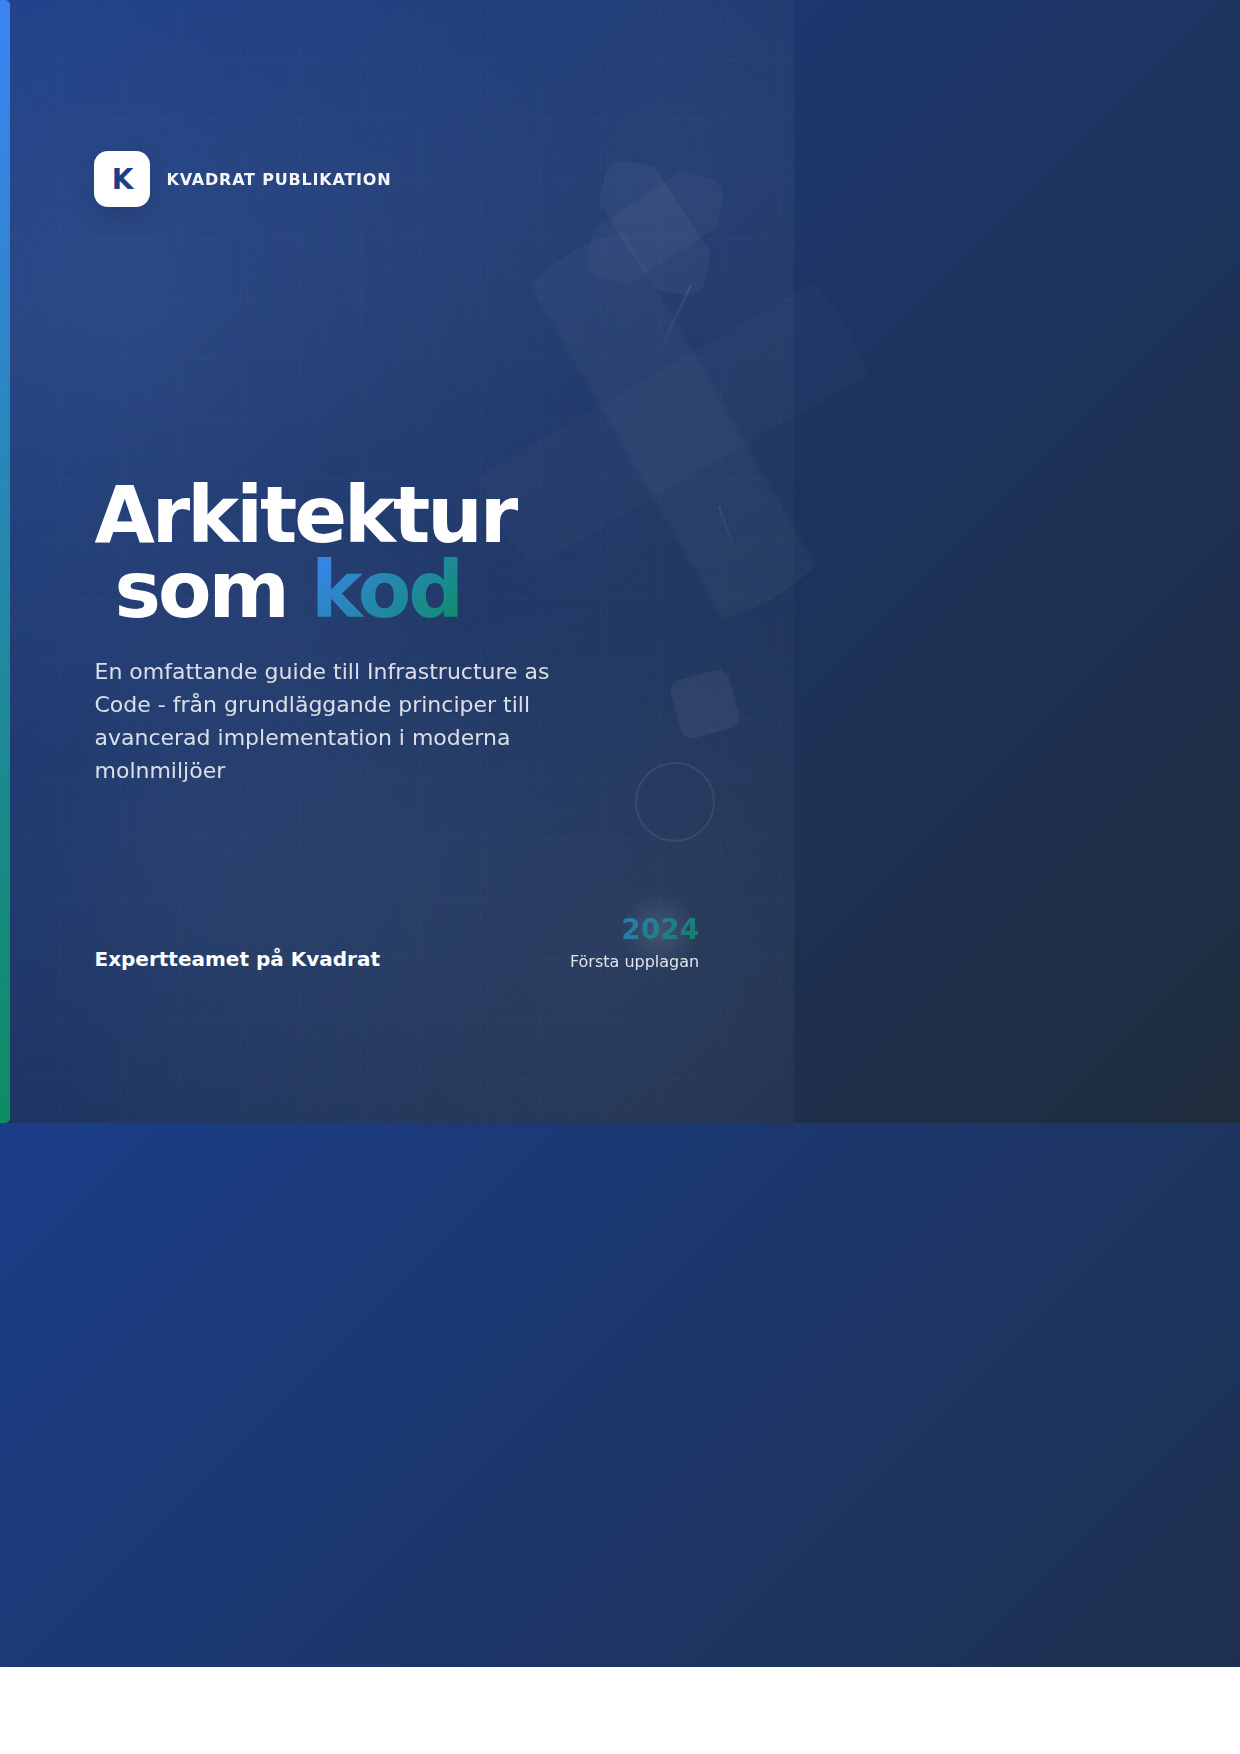 K
KVADRAT PUBLIKATION
Arkitektur
som kod
En omfattande guide till Infrastructure as
Code - från grundläggande principer till
avancerad implementation i moderna
molnmiljöer
Expertteamet på Kvadrat
2024
Första upplagan